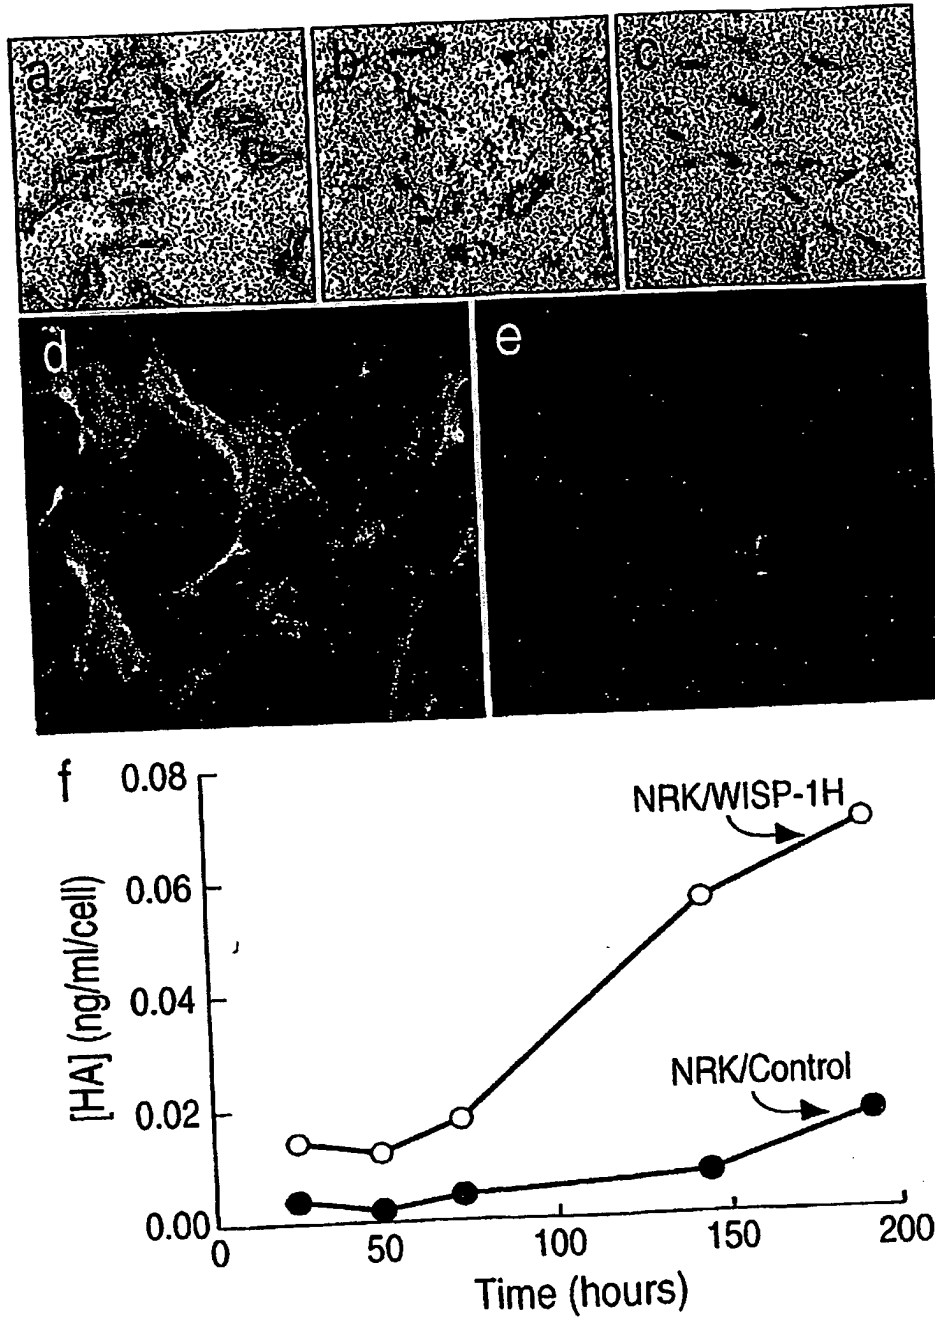 a b c
d e
f
0.08
0.06
0.04
0.02
0.00
[HA] (ng/ml/cell)
NRK/WISP-1H
NRK/Control
0 50 100 150 200
Time (hours)